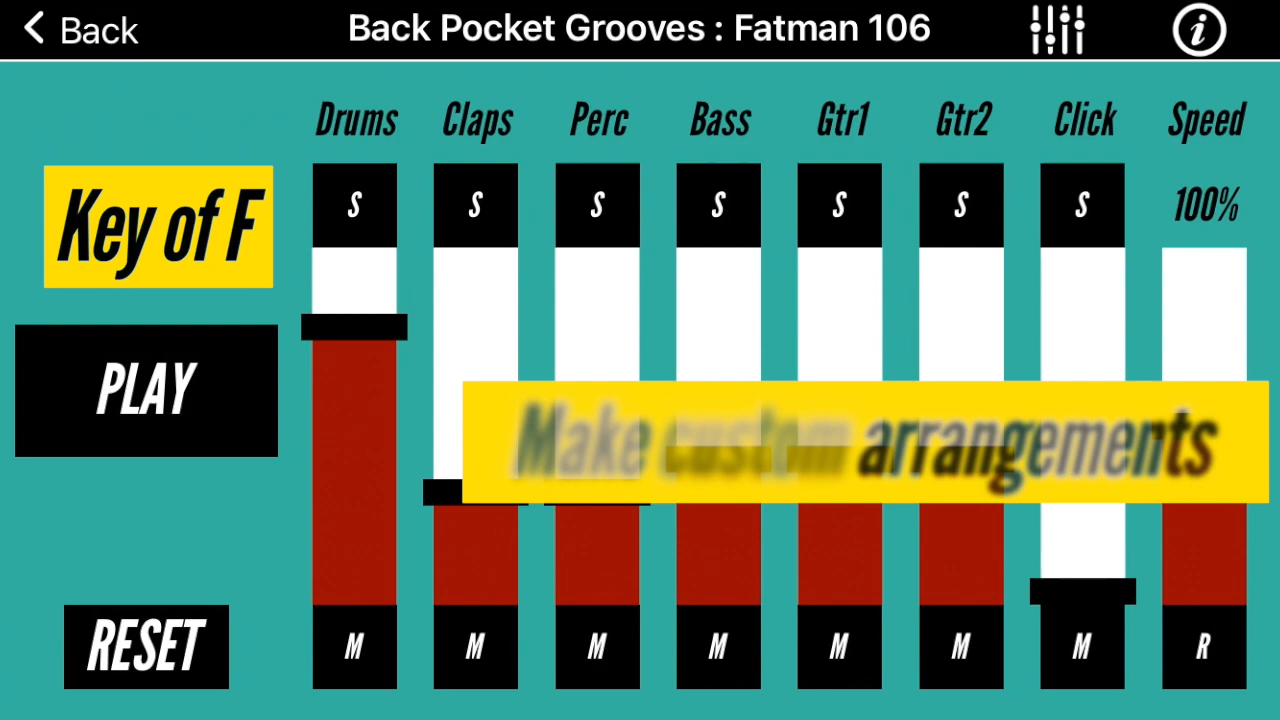 Back
Back Pocket Grooves : Fatman 106
i
Drums Claps Perc Bass Gtr1 Gtr2 Click Speed
Key of F
S S S S S S S 100%
PLAY
Make custom arrangements
RESET
M M M M M M M R